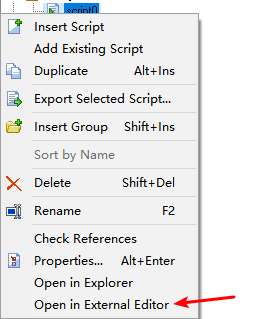 script0
Insert Script
Add Existing Script
Duplicate Alt+Ins
Export Selected Script...
Insert Group Shift+Ins
Sort by Name
Delete Shift+Del
Rename F2
Check References
Properties... Alt+Enter
Open in Explorer
Open in External Editor